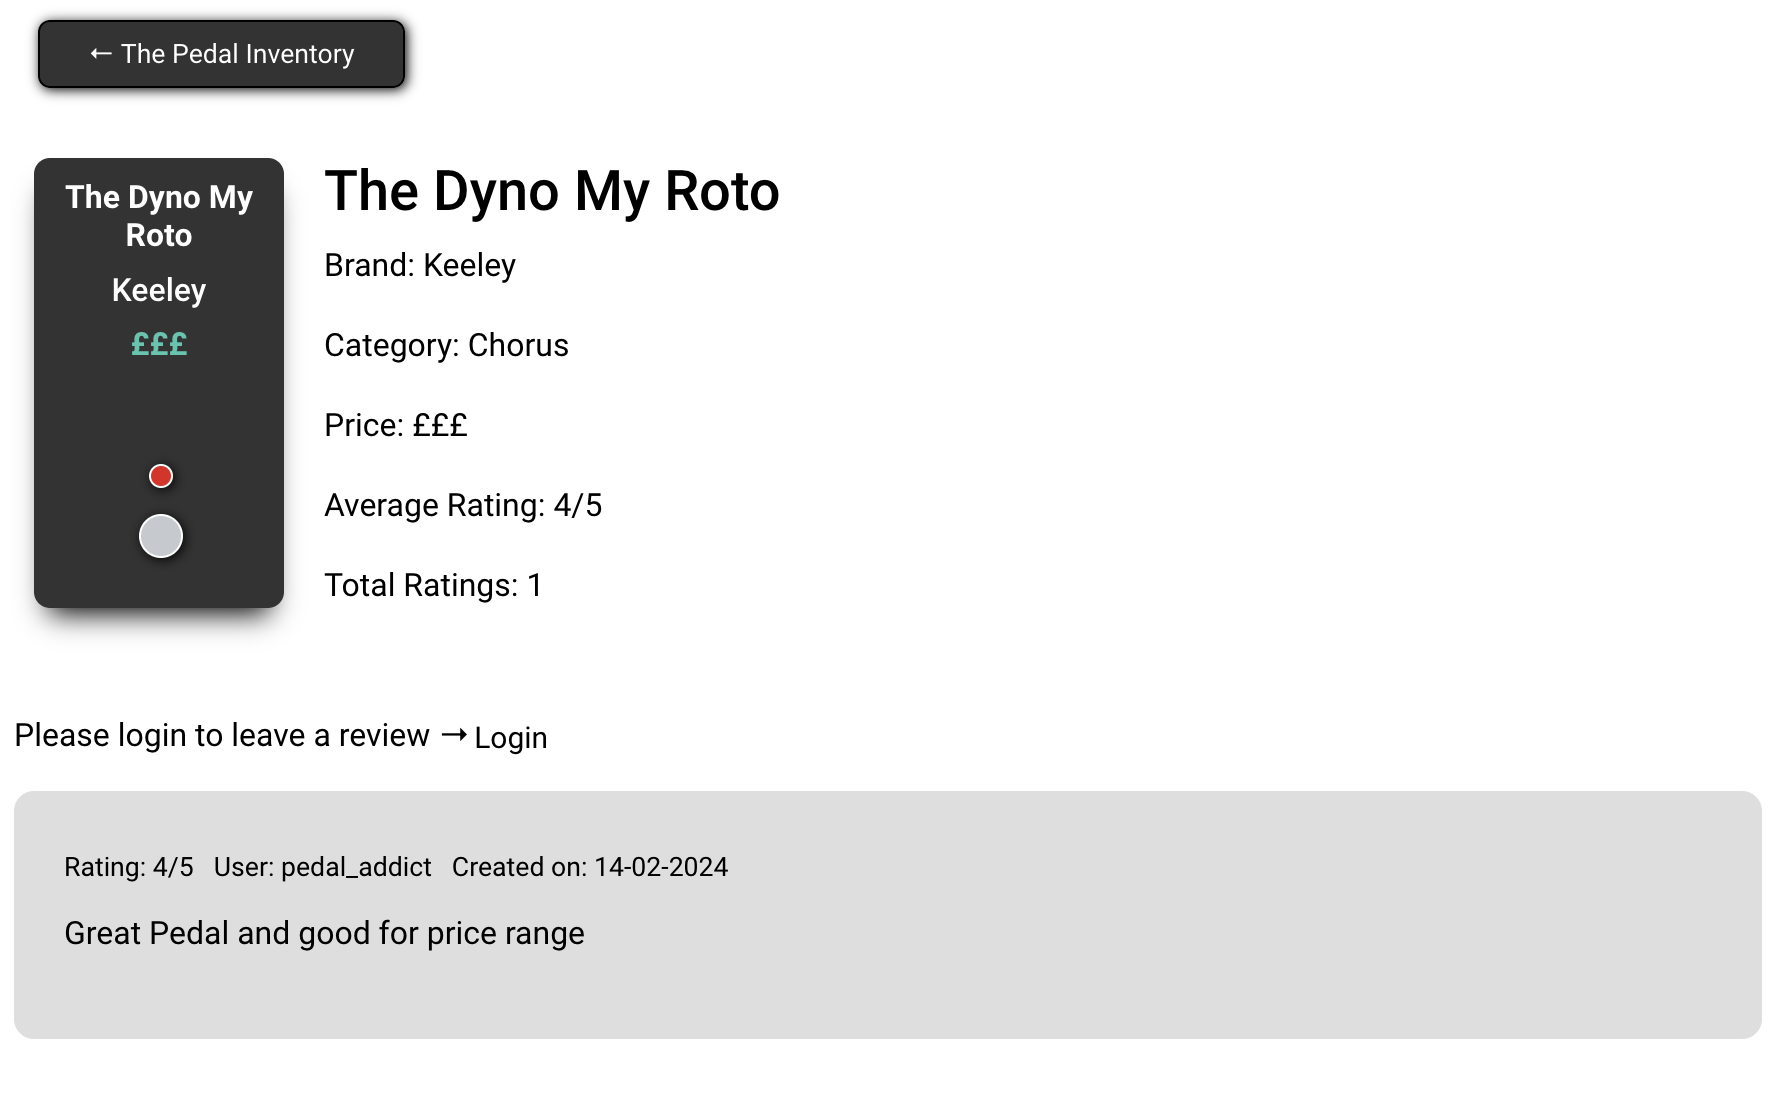 ← The Pedal Inventory
The Dyno My
Roto
Keeley
£££
The Dyno My Roto
Brand: Keeley
Category: Chorus
Price: £££
Average Rating: 4/5
Total Ratings: 1
Please login to leave a review → Login
Rating: 4/5 User: pedal_addict Created on: 14-02-2024
Great Pedal and good for price range